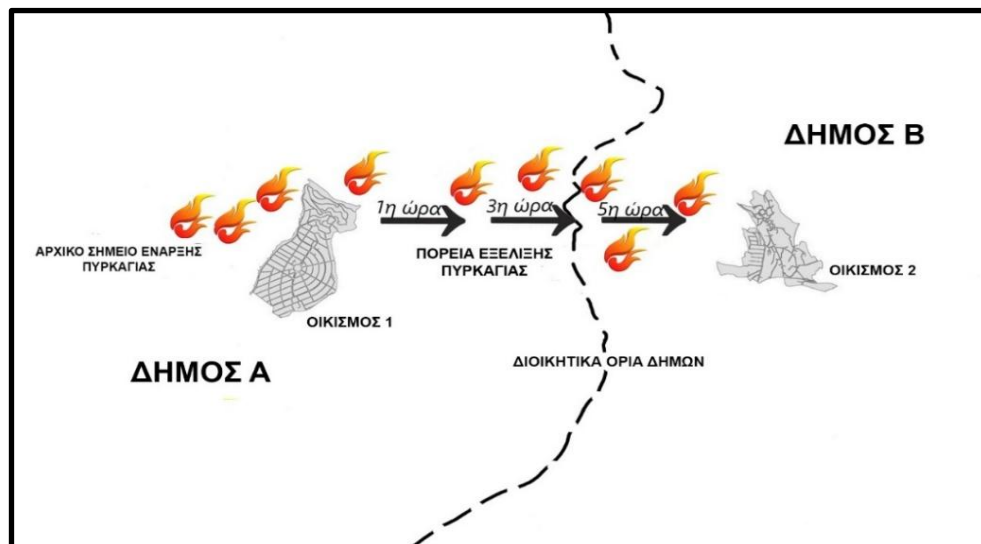 ΔΗΜΟΣ Β
1η ώρα
3η ώρα
5η ώρα
ΑΡΧΙΚΟ ΣΗΜΕΙΟ ΕΝΑΡΞΗΣ
ΠΥΡΚΑΓΙΑΣ
ΠΟΡΕΙΑ ΕΞΕΛΙΞΗΣ
ΠΥΡΚΑΓΙΑΣ
ΟΙΚΙΣΜΟΣ 2
ΟΙΚΙΣΜΟΣ 1
ΔΙΟΙΚΗΤΙΚΑ ΟΡΙΑ ΔΗΜΩΝ
ΔΗΜΟΣ Α